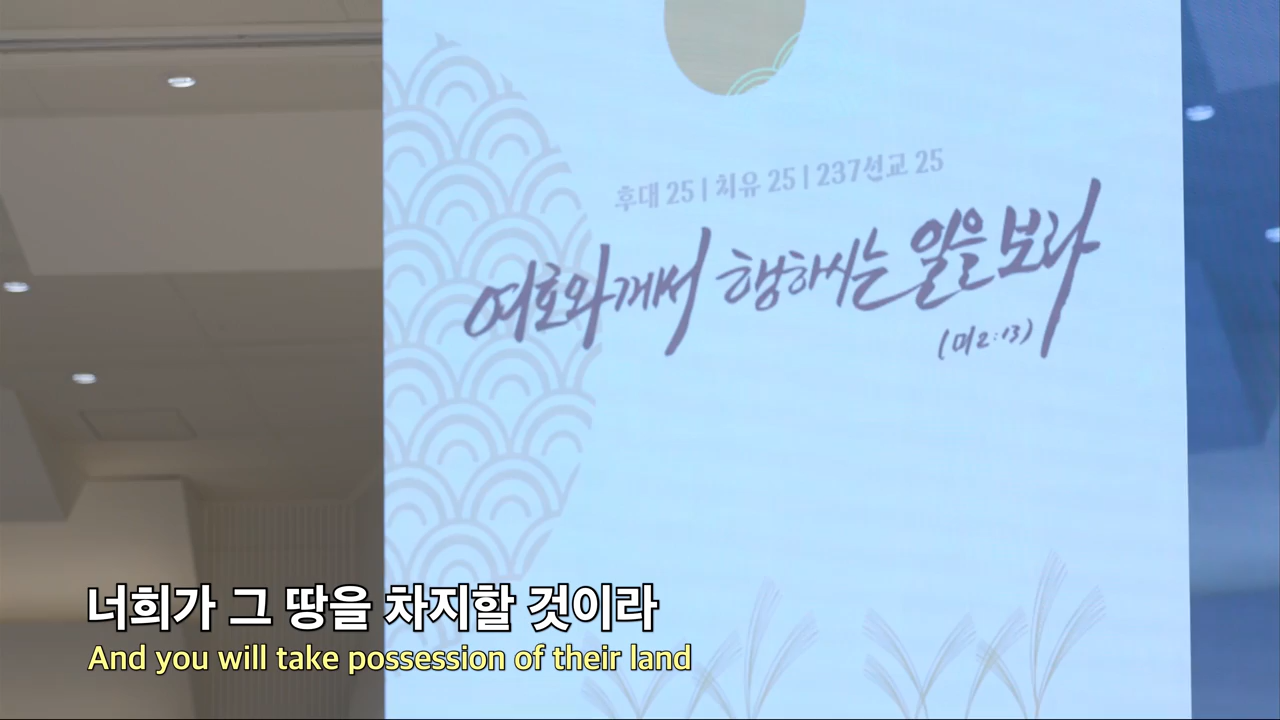 후대 25 | 치유 25 | 237선교 25
여호와께서 행하시는 일을 보라
(미 2:13)
너희가 그 땅을 차지할 것이라
And you will take possession of their land